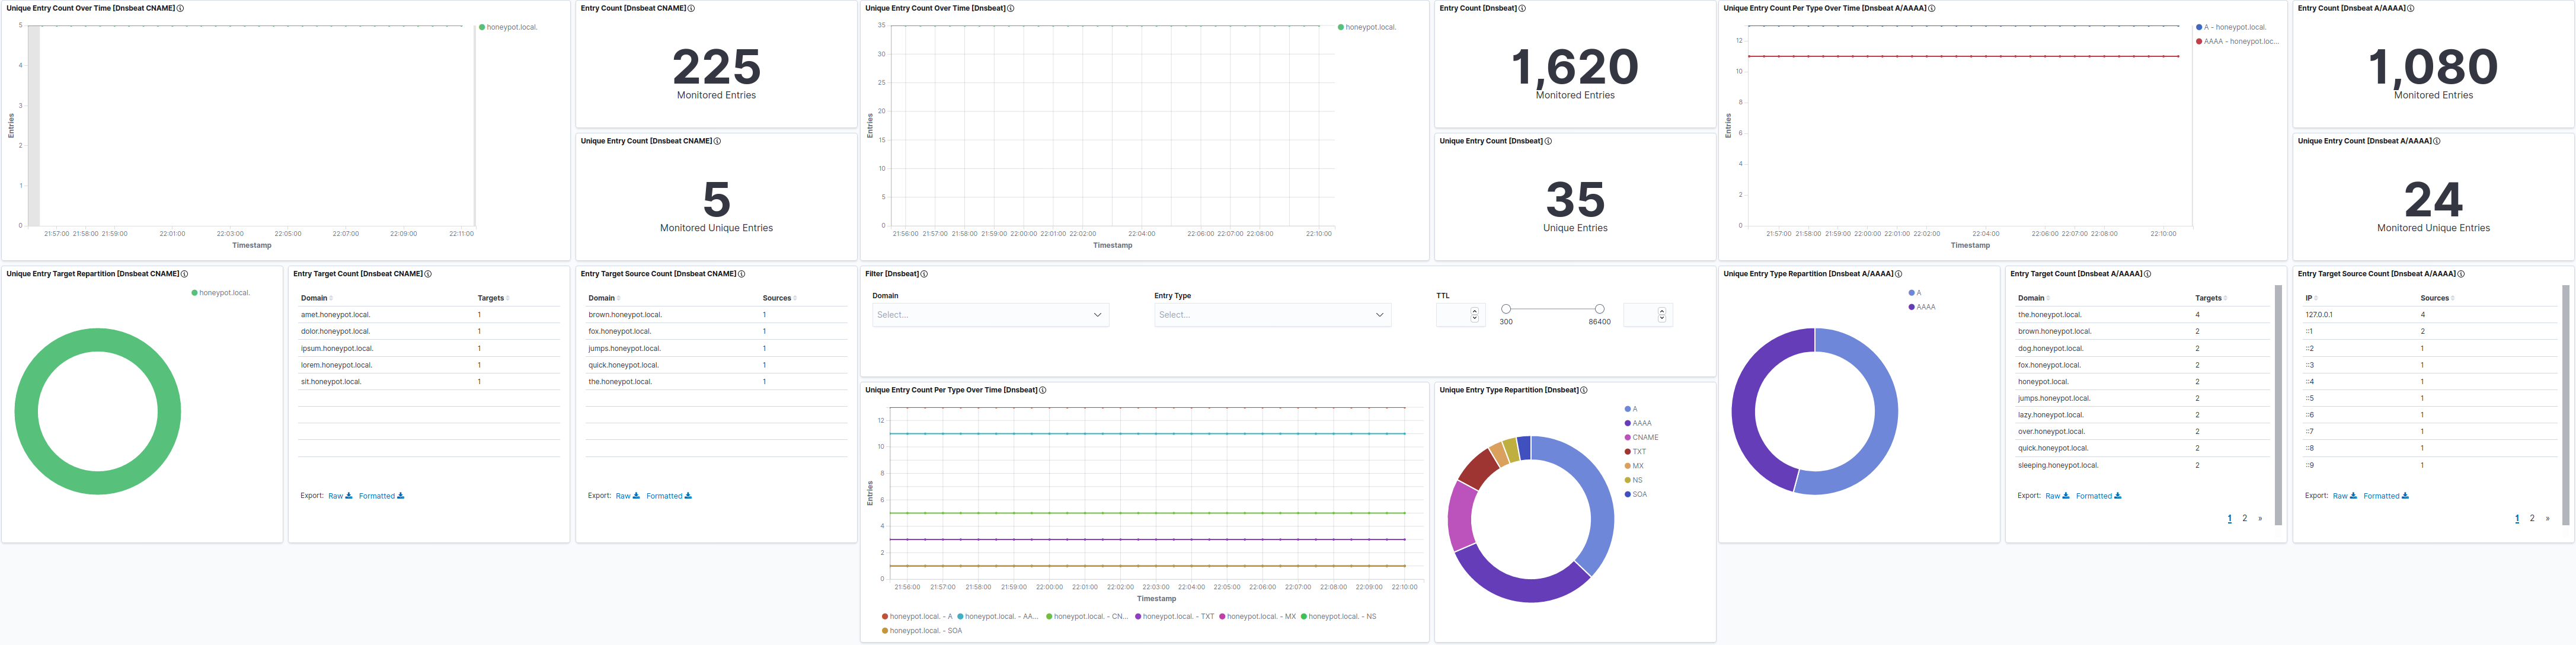 Unique Entry Count Over Time [Dnsbeat CNAME]
5
4
3
2
1
0
Entries
21:57:00 21:58:00 21:59:00 22:01:00 22:03:00 22:05:00 22:07:00 22:09:00 22:11:00
Timestamp
honeypot.local.
Entry Count [Dnsbeat CNAME]
225
Monitored Entries
Unique Entry Count [Dnsbeat CNAME]
5
Monitored Unique Entries
Unique Entry Count Over Time [Dnsbeat]
35
30
25
20
15
10
5
0
Entries
21:56:00 21:57:00 21:58:00 21:59:00 22:00:00 22:01:00 22:02:00 22:04:00 22:06:00 22:07:00 22:08:00 22:10:00
Timestamp
honeypot.local.
Entry Count [Dnsbeat]
1,620
Monitored Entries
Unique Entry Count [Dnsbeat]
35
Unique Entries
Unique Entry Count Per Type Over Time [Dnsbeat A/AAAA]
12
10
8
6
4
2
0
Entries
21:57:00 21:58:00 21:59:00 22:00:00 22:01:00 22:02:00 22:04:00 22:06:00 22:07:00 22:08:00 22:10:00
Timestamp
A - honeypot.local.
AAAA - honeypot.loc...
Entry Count [Dnsbeat A/AAAA]
1,080
Monitored Entries
Unique Entry Count [Dnsbeat A/AAAA]
24
Monitored Unique Entries
Unique Entry Target Repartition [Dnsbeat CNAME]
honeypot.local.
Entry Target Count [Dnsbeat CNAME]
Domain Targets
amet.honeypot.local. 1
dolor.honeypot.local. 1
ipsum.honeypot.local. 1
lorem.honeypot.local. 1
sit.honeypot.local. 1
Export: Raw Formatted
Entry Target Source Count [Dnsbeat CNAME]
Domain Sources
brown.honeypot.local. 1
fox.honeypot.local. 1
jumps.honeypot.local. 1
quick.honeypot.local. 1
the.honeypot.local. 1
Export: Raw Formatted
Filter [Dnsbeat]
Domain Entry Type TTL
Select... Select...
300 86400
Unique Entry Count Per Type Over Time [Dnsbeat]
12
10
8
6
4
2
0
Entries
21:56:00 21:57:00 21:58:00 21:59:00 22:00:00 22:01:00 22:02:00 22:03:00 22:04:00 22:05:00 22:06:00 22:07:00 22:08:00 22:09:00 22:10:00
Timestamp
honeypot.local. - A honeypot.local. - AA... honeypot.local. - CN... honeypot.local. - TXT honeypot.local. - MX honeypot.local. - NS
honeypot.local. - SOA
Unique Entry Type Repartition [Dnsbeat]
A
AAAA
CNAME
TXT
MX
NS
SOA
Unique Entry Type Repartition [Dnsbeat A/AAAA]
A
AAAA
Entry Target Count [Dnsbeat A/AAAA]
Domain Targets
the.honeypot.local. 4
brown.honeypot.local. 2
dog.honeypot.local. 2
fox.honeypot.local. 2
honeypot.local. 2
jumps.honeypot.local. 2
lazy.honeypot.local. 2
over.honeypot.local. 2
quick.honeypot.local. 2
sleeping.honeypot.local. 2
Export: Raw Formatted
1 2 »
Entry Target Source Count [Dnsbeat A/AAAA]
IP Sources
127.0.0.1 4
::1 2
::2 1
::3 1
::4 1
::5 1
::6 1
::7 1
::8 1
::9 1
Export: Raw Formatted
1 2 »